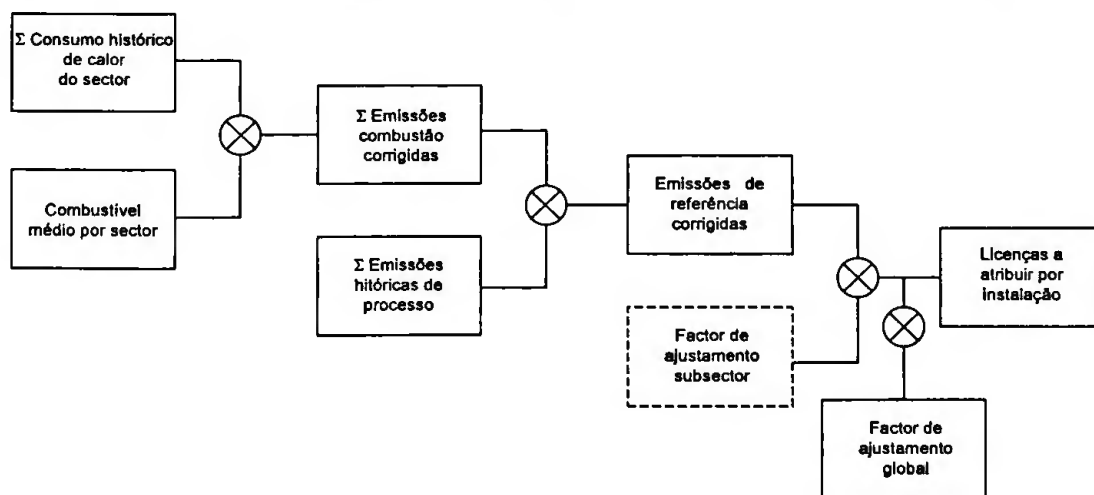 Σ Consumo histórico
de calor
do sector
Combustível
médio por sector
Σ Emissões
combustão
corrigidas
Σ Emissões
hitóricas de
processo
Emissões de
referência
corrigidas
Factor de
ajustamento
subsector
Licenças a
atribuir por
instalação
Factor de
ajustamento
global